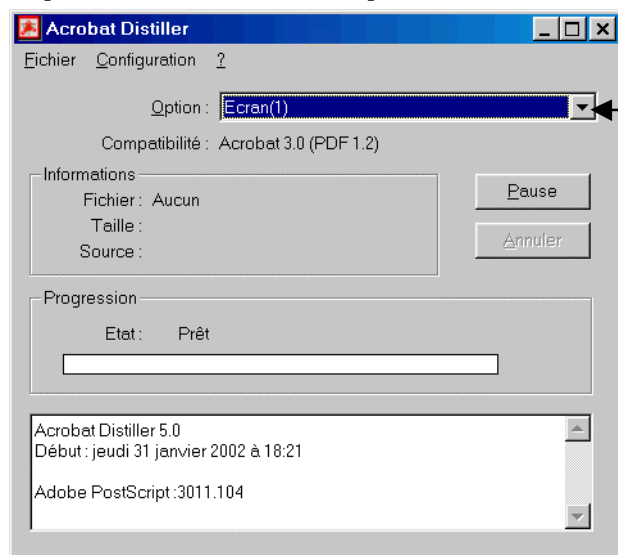 Acrobat Distiller
Fichier Configuration ?
Option : Ecran(1)
Compatibilité : Acrobat 3.0 (PDF 1.2)
Informations
Fichier : Aucun
Taille :
Source :
Pause
Annuler
Progression
Etat : Prêt
Acrobat Distiller 5.0
Début : jeudi 31 janvier 2002 à 18:21
Adobe PostScript :3011.104